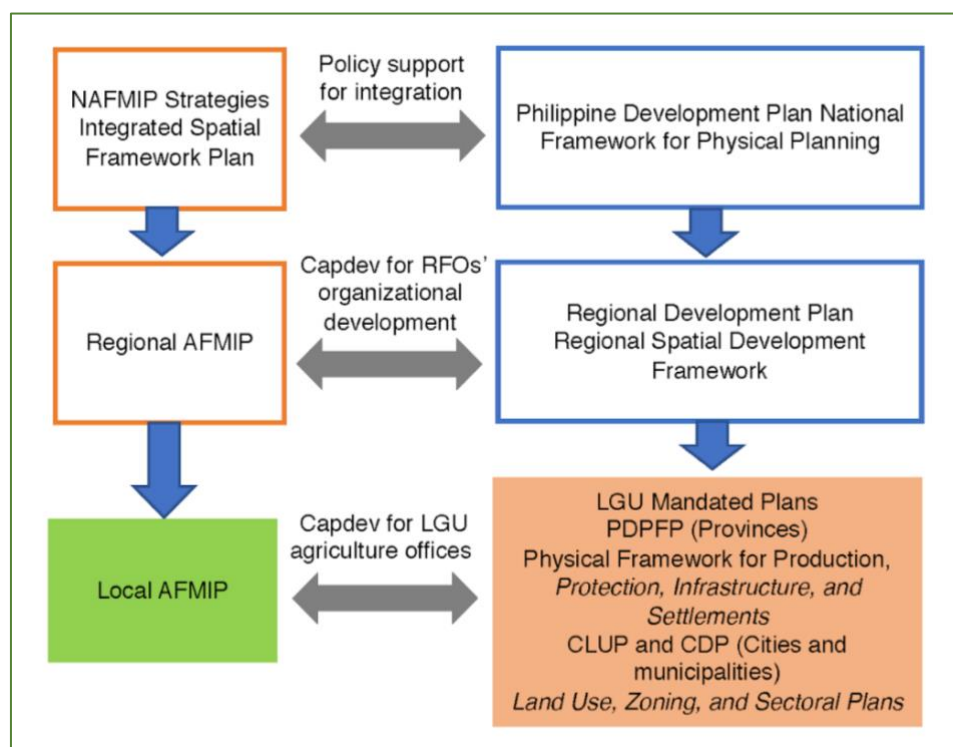 NAFMIP Strategies
Integrated Spatial
Framework Plan
Policy support
for integration
Philippine Development Plan National
Framework for Physical Planning
Regional AFMIP
Capdev for RFOs'
organizational
development
Regional Development Plan
Regional Spatial Development
Framework
Local AFMIP
Capdev for LGU
agriculture offices
LGU Mandated Plans
PDPFP (Provinces)
Physical Framework for Production,
Protection, Infrastructure, and
Settlements
CLUP and CDP (Cities and
municipalities)
Land Use, Zoning, and Sectoral Plans